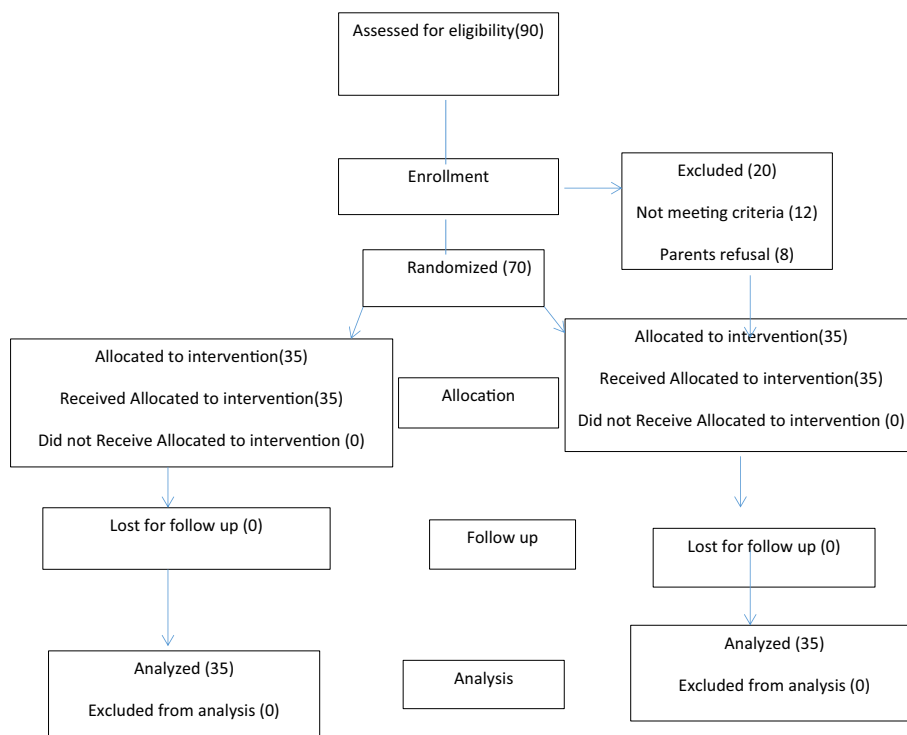 Assessed for eligibility(90)
Enrollment
Excluded (20)
Not meeting criteria (12)
Parents refusal (8)
Randomized (70)
Allocated to intervention(35)
Received Allocated to intervention(35)
Did not Receive Allocated to intervention (0)
Allocation
Allocated to intervention(35)
Received Allocated to intervention(35)
Did not Receive Allocated to intervention (0)
Lost for follow up (0)
Follow up
Lost for follow up (0)
Analyzed (35)
Excluded from analysis (0)
Analysis
Analyzed (35)
Excluded from analysis (0)